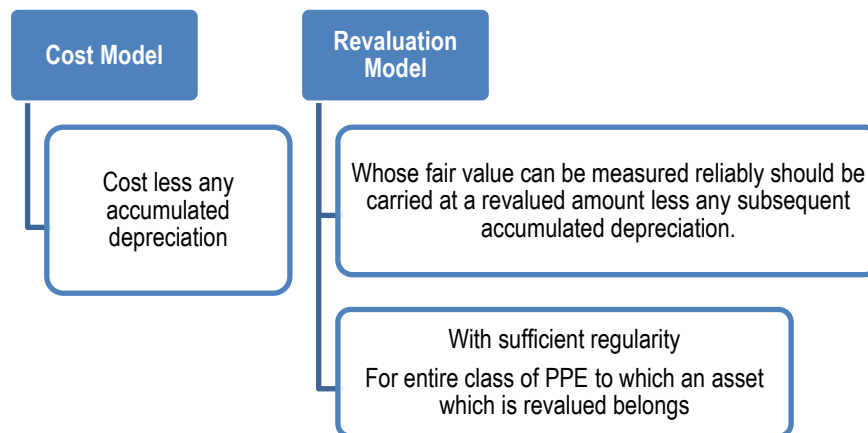 Cost Model
Cost less any
accumulated
depreciation
Revaluation
Model
Whose fair value can be measured reliably should be
carried at a revalued amount less any subsequent
accumulated depreciation.
With sufficient regularity
For entire class of PPE to which an asset
which is revalued belongs